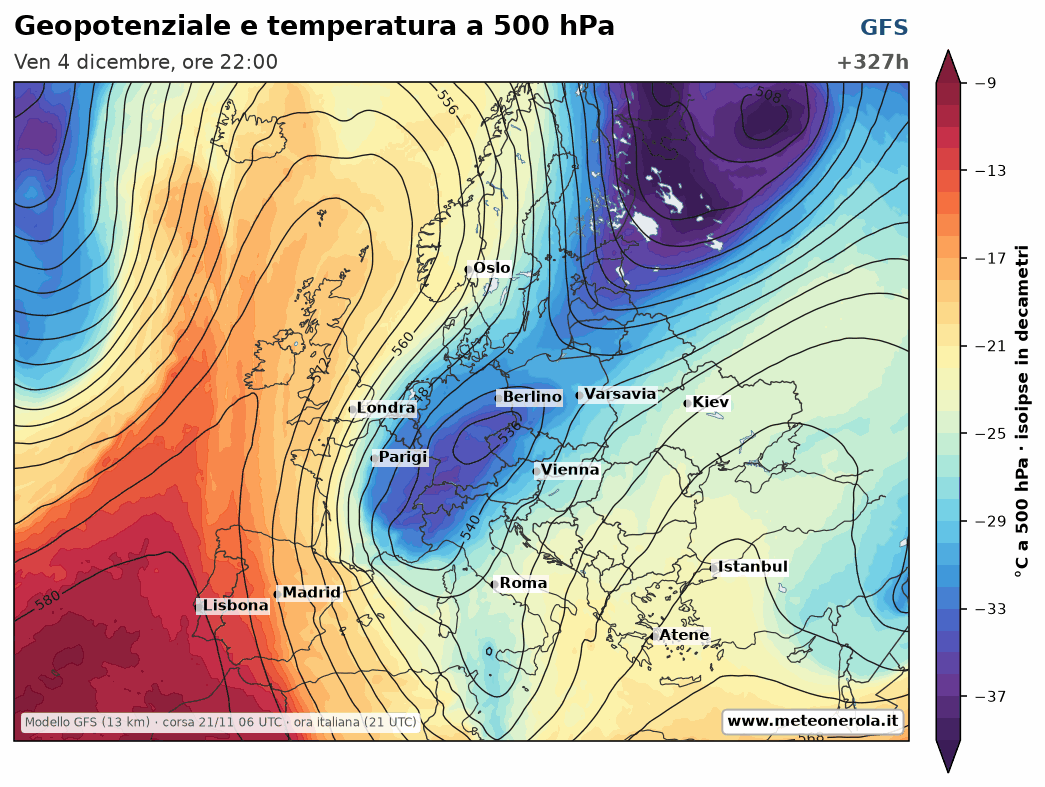 Geopotenziale e temperatura a 500 hPa
GFS
Ven 4 dicembre, ore 22:00
+327h
508
556
−9
−13
−17
−21
−25
−29
−33
−37
°C a 500 hPa · isoipse in decametri
Oslo
560
572
548
Berlino
Varsavia
Londra
Kiev
536
Parigi
Vienna
540
Istanbul
Roma
Madrid
580
Lisbona
Atene
Modello GFS (13 km) · corsa 21/11 06 UTC · ora italiana (21 UTC)
www.meteonerola.it
568